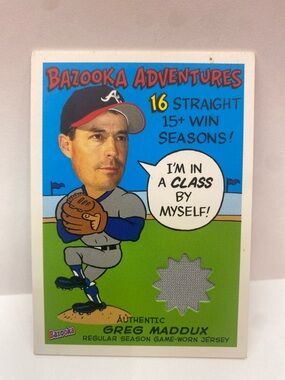 BAZOOKA ADVENTURES
A
16 STRAIGHT
15+ WIN
SEASONS!
I'M IN
A CLASS
BY
MYSELF!
AUTHENTIC
GREG MADDUX
BAZOOKA
REGULAR SEASON GAME-WORN JERSEY